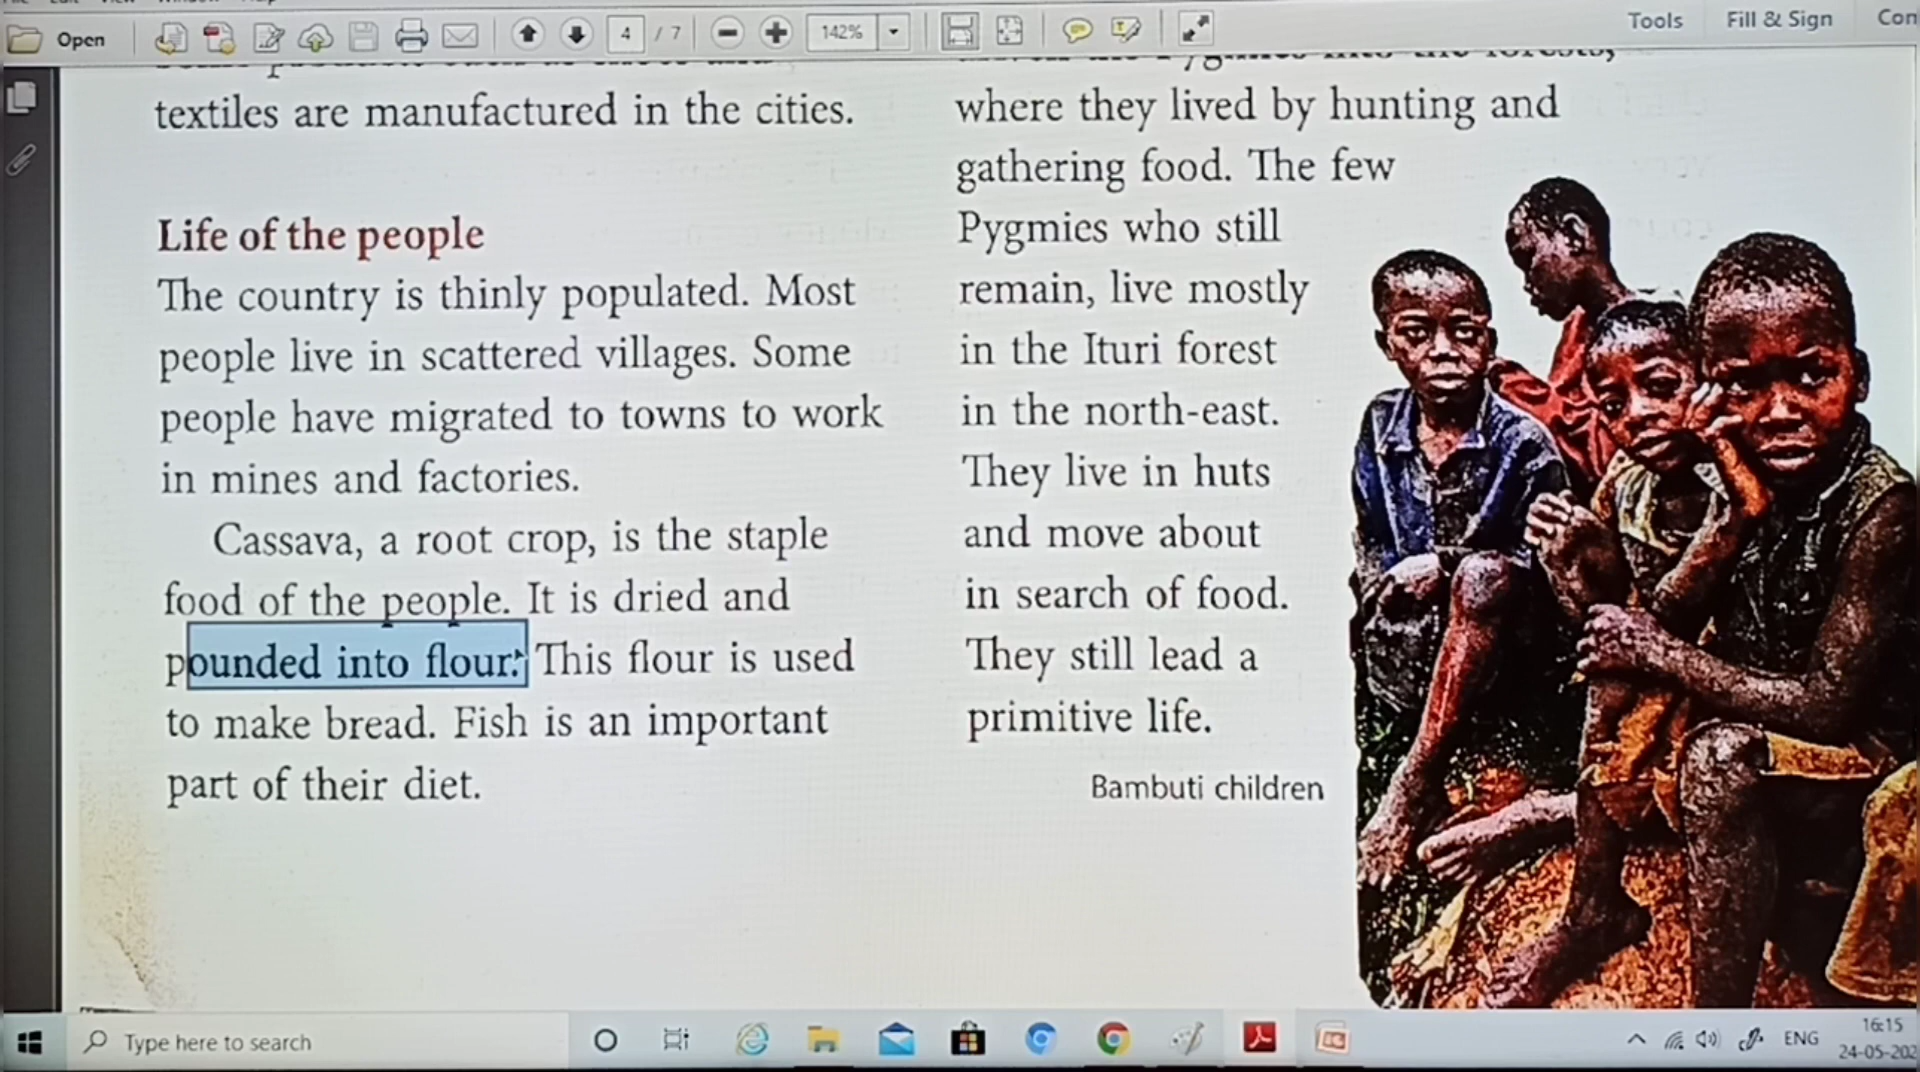 Open
4 / 7
142%
Tools
Fill & Sign
textiles are manufactured in the cities.
Life of the people
The country is thinly populated. Most
people live in scattered villages. Some
people have migrated to towns to work
in mines and factories.
Cassava, a root crop, is the staple
food of the people. It is dried and
pounded into flour. This flour is used
to make bread. Fish is an important
part of their diet.
where they lived by hunting and
gathering food. The few
Pygmies who still
remain, live mostly
in the Ituri forest
in the north-east.
They live in huts
and move about
in search of food.
They still lead a
primitive life.
Bambuti children
Type here to search
ENG
16:15
24-05-202